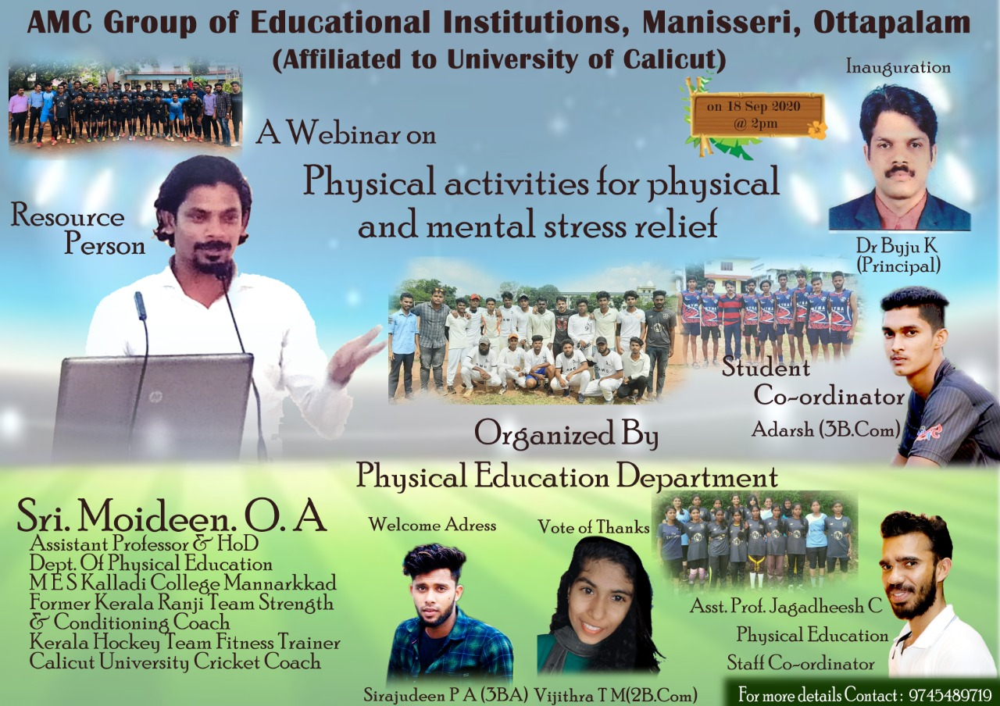 AMC Group of Educational Institutions, Manisseri, Ottapalam
(Affiliated to University of Calicut)
Inauguration
on 18 Sep 2020
@ 2pm
A Webinar on
Physical activities for physical
and mental stress relief
Resource
Person
Dr Byju K
(Principal)
Student
Co-ordinator
Adarsh (3B.Com)
Organized By
Physical Education Department
Sri. Moideen. O. A
Assistant Professor & HoD
Dept. Of Physical Education
M E S Kalladi College Mannarkkad
Former Kerala Ranji Team Strength
& Conditioning Coach
Kerala Hockey Team Fitness Trainer
Calicut University Cricket Coach
Welcome Adress
Sirajudeen P A (3BA)
Vote of Thanks
Vijithra T M(2B.Com)
Asst. Prof. Jagadheesh C
Physical Education
Staff Co-ordinator
For more details Contact : 9745489719
hp